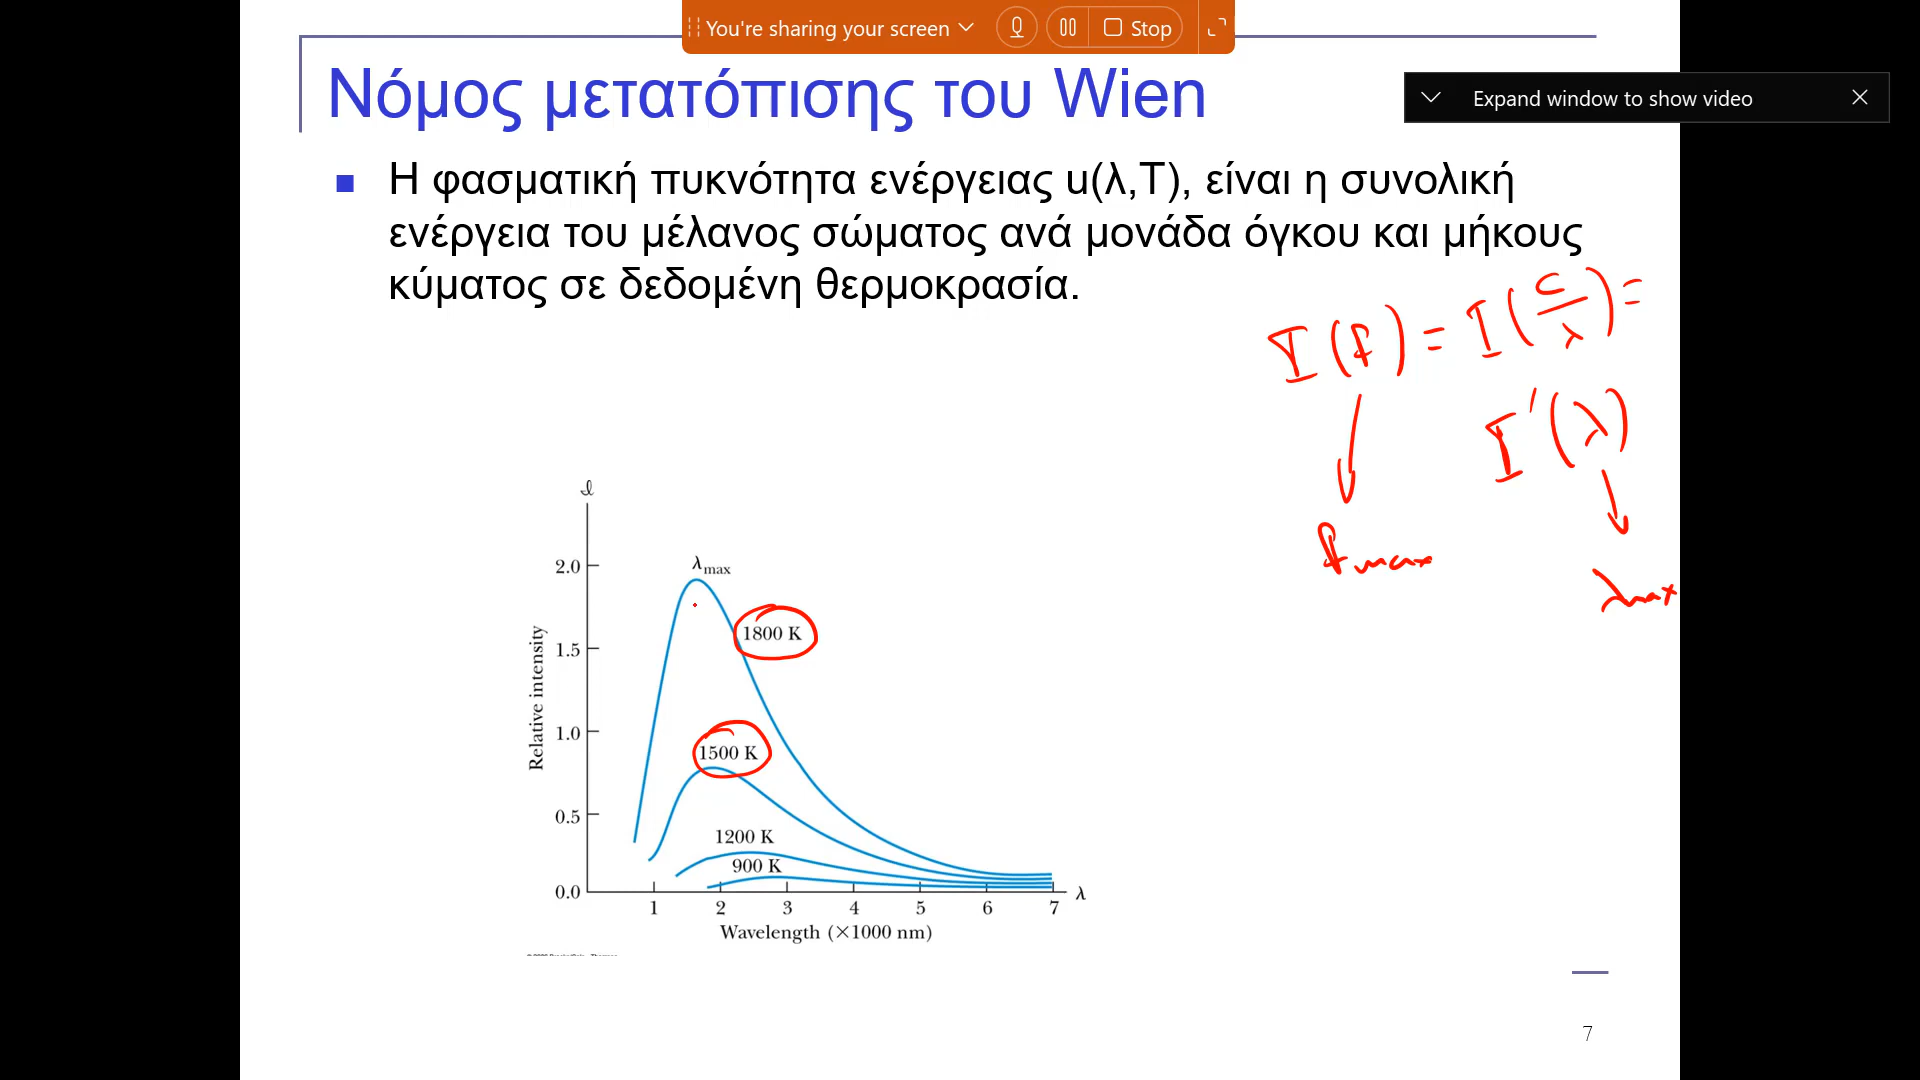 You're sharing your screen
Stop
Expand window to show video
Νόμος μετατόπισης του Wien
Η φασματική πυκνότητα ενέργειας u(λ,T), είναι η συνολική
ενέργεια του μέλανος σώματος ανά μονάδα όγκου και μήκους
κύματος σε δεδομένη θερμοκρασία.
I(f) = I(c/λ) =
I'(λ)
fmax
λmax
ℐ
Relative intensity
2.0
1.5
1.0
0.5
0.0
λmax
1800 K
1500 K
1200 K
900 K
1 2 3 4 5 6 7
λ
Wavelength (×1000 nm)
7